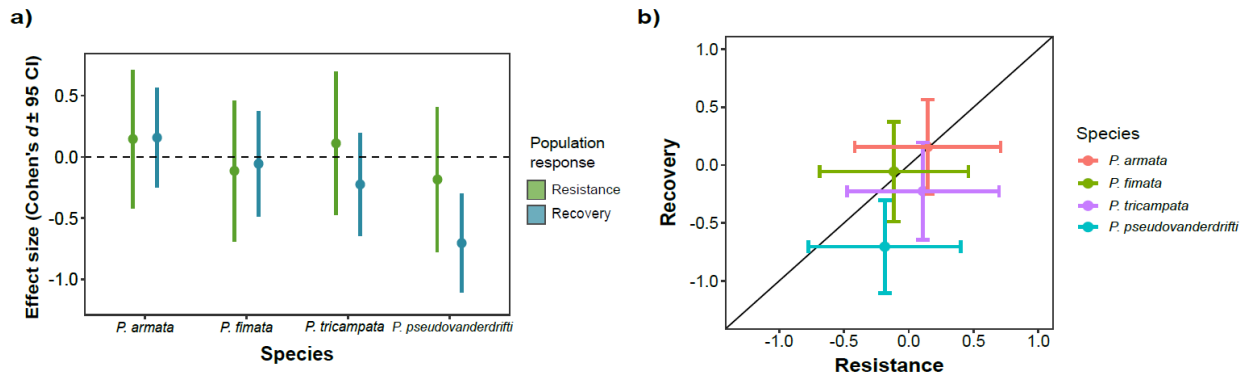 a)
Effect size (Cohen's d ± 95 CI)
0.5
0.0
-0.5
-1.0
P. armata
P. fimata
P. tricampata
P. pseudovanderdrifti
Species
Population
response
Resistance
Recovery
b)
Recovery
1.0
0.5
0.0
-0.5
-1.0
-1.0
-0.5
0.0
0.5
1.0
Resistance
Species
P. armata
P. fimata
P. tricampata
P. pseudovanderdrifti